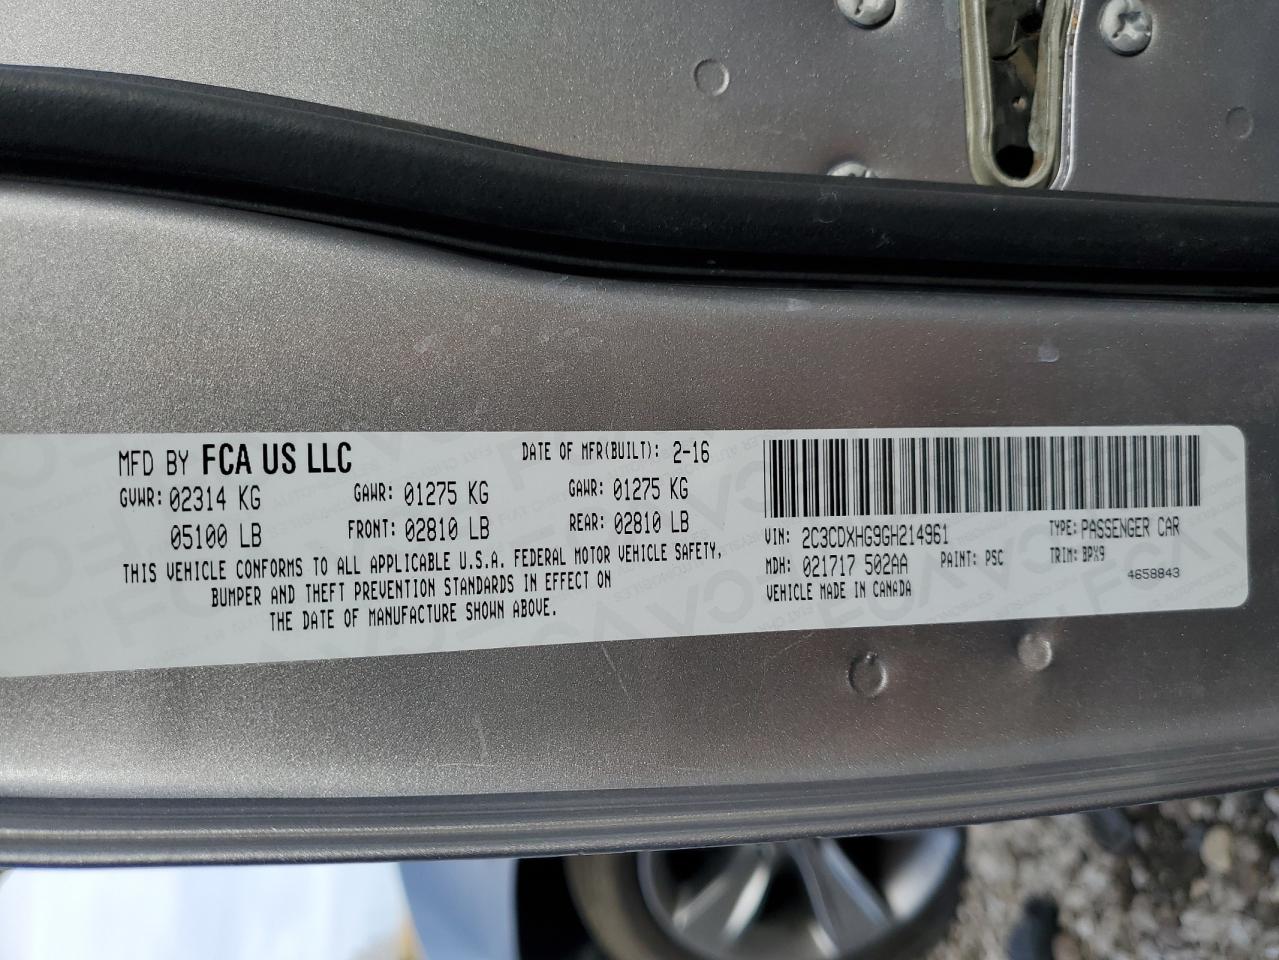 MFD BY FCA US LLC DATE OF MFR(BUILT): 2-16
GVWR: 02314 KG GAWR: 01275 KG GAWR: 01275 KG
05100 LB FRONT: 02810 LB REAR: 02810 LB
THIS VEHICLE CONFORMS TO ALL APPLICABLE U.S.A. FEDERAL MOTOR VEHICLE SAFETY,
BUMPER AND THEFT PREVENTION STANDARDS IN EFFECT ON
THE DATE OF MANUFACTURE SHOWN ABOVE.
VIN: 2C3CDXHG9GH214961 TYPE: PASSENGER CAR
MDH: 021717 502AA PAINT: PSC TRIM: BPX9
VEHICLE MADE IN CANADA 4658843